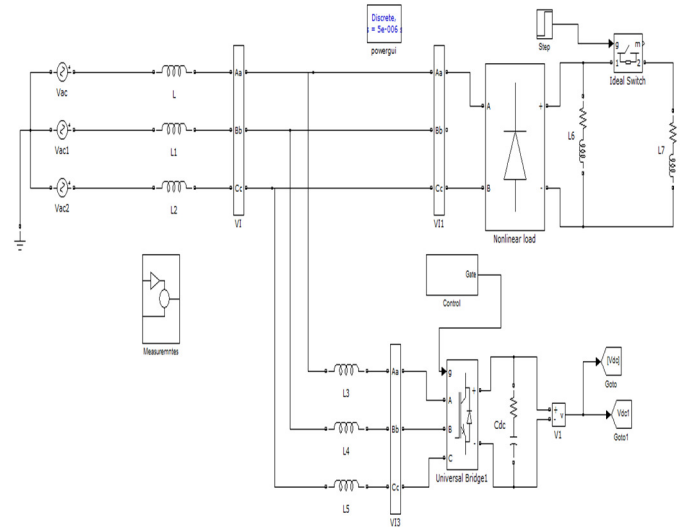 Discrete,
s = 5e-006 s
powergui
Step
g
m
1
2
Ideal Switch
Vac
L
Aa
Aa
A
+
L6
L7
Vac1
L1
Bb
Bb
Vac2
L2
Cc
Cc
B
-
VI
VI1
Nonlinear load
Measuremntes
Gate
Control
L3
Aa
g
A
+
[Vdc]
Goto
L4
Bb
B
Cdc
+
-
v
V1
Vdc1
Goto1
C
-
L5
Cc
VI3
Universal Bridge1